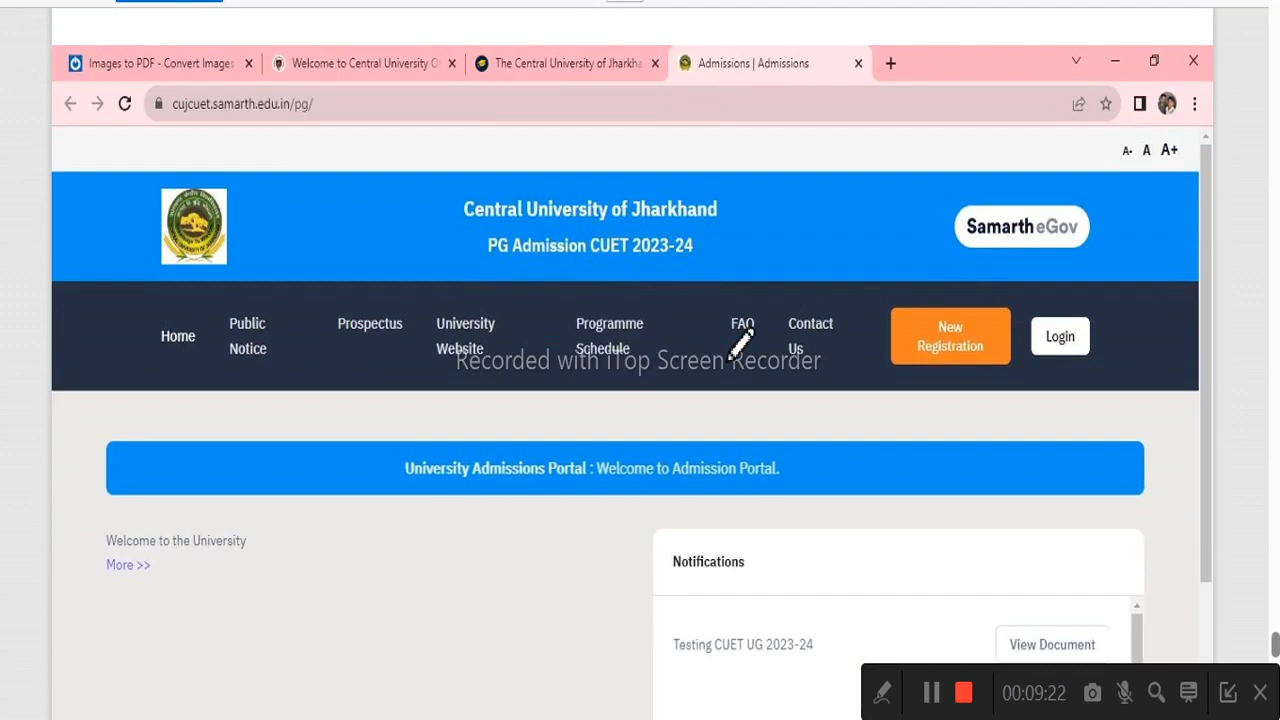 Images to PDF - Convert Images
Welcome to Central University O
The Central University of Jharkha
Admissions | Admissions
cujcuet.samarth.edu.in/pg/
A- A A+
Central University of Jharkhand
PG Admission CUET 2023-24
Samarth eGov
Home
Public
Notice
Prospectus
University
Website
Programme
Schedule
FAQ
Contact
Us
New
Registration
Login
Recorded with iTop Screen Recorder
University Admissions Portal : Welcome to Admission Portal.
Welcome to the University
More >>
Notifications
Testing CUET UG 2023-24
View Document
00:09:22